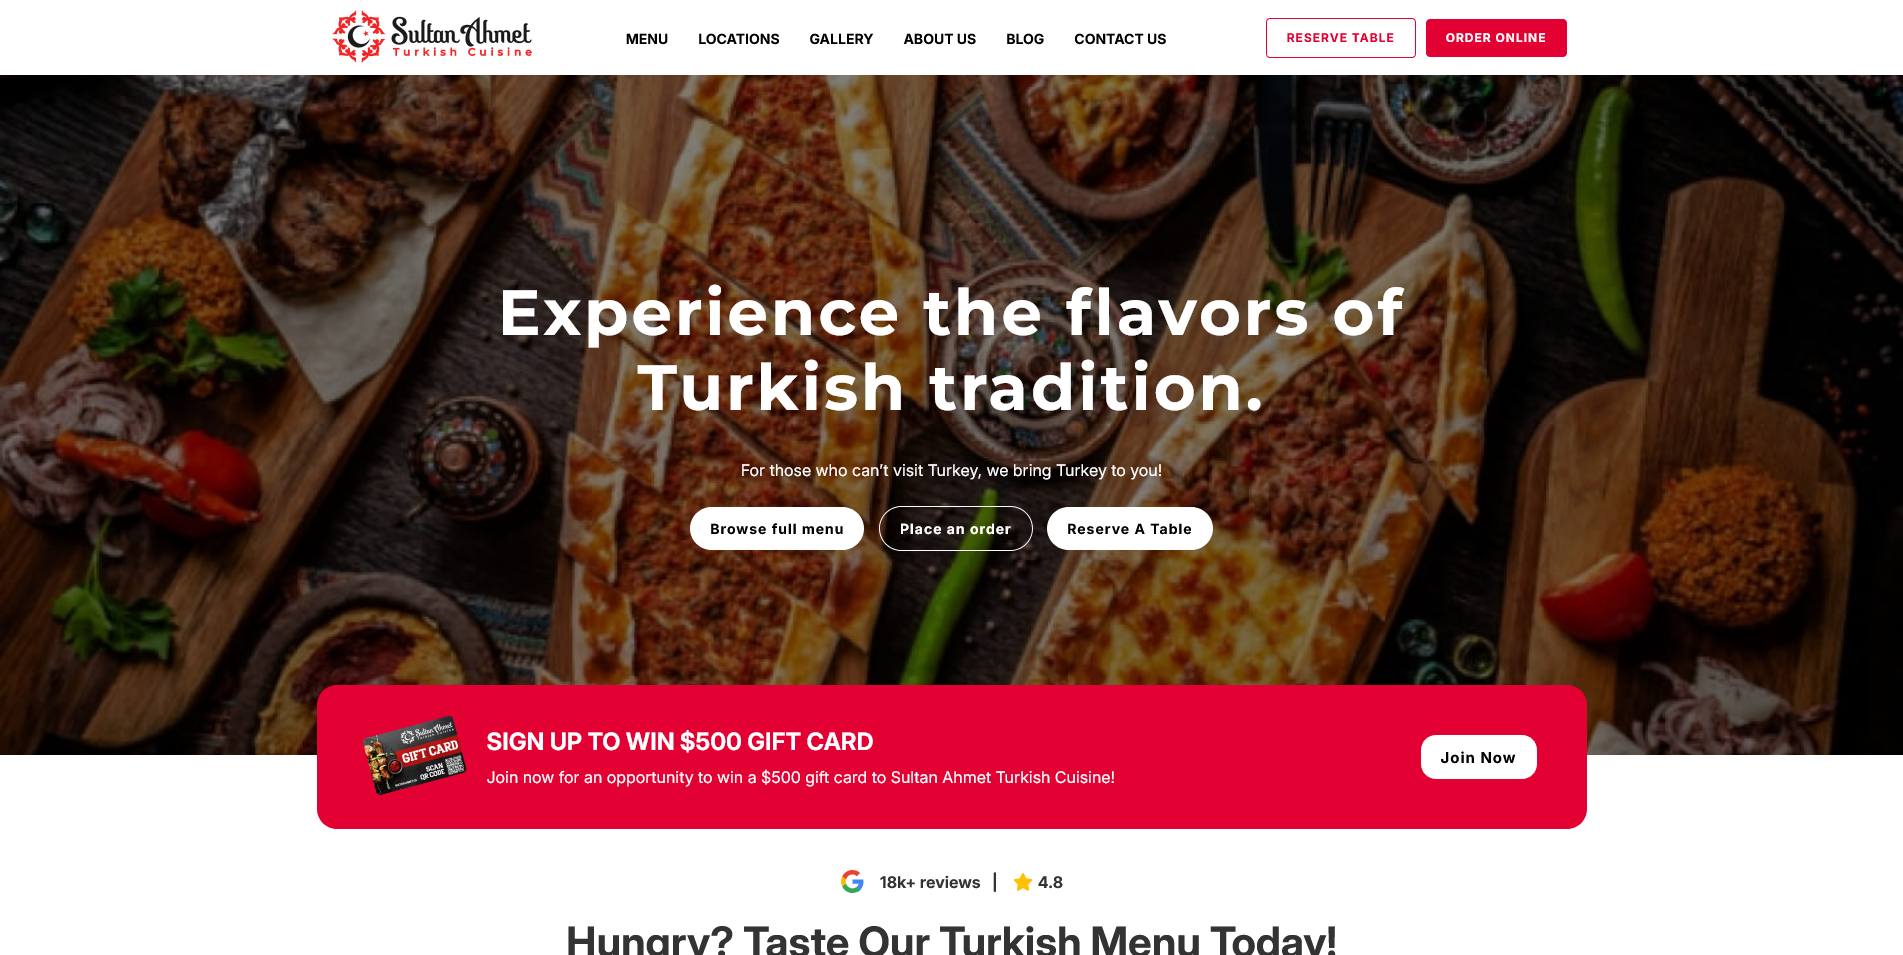 Sultan Ahmet
Turkish Cuisine
MENU
LOCATIONS
GALLERY
ABOUT US
BLOG
CONTACT US
RESERVE TABLE
ORDER ONLINE
Experience the flavors of
Turkish tradition.
For those who can’t visit Turkey, we bring Turkey to you!
Browse full menu
Place an order
Reserve A Table
Sultan Ahmet
Turkish Cuisine
GIFT CARD
SCAN
QR CODE
SIGN UP TO WIN $500 GIFT CARD
Join now for an opportunity to win a $500 gift card to Sultan Ahmet Turkish Cuisine!
Join Now
18k+ reviews | 4.8
Hungry? Taste Our Turkish Menu Today!